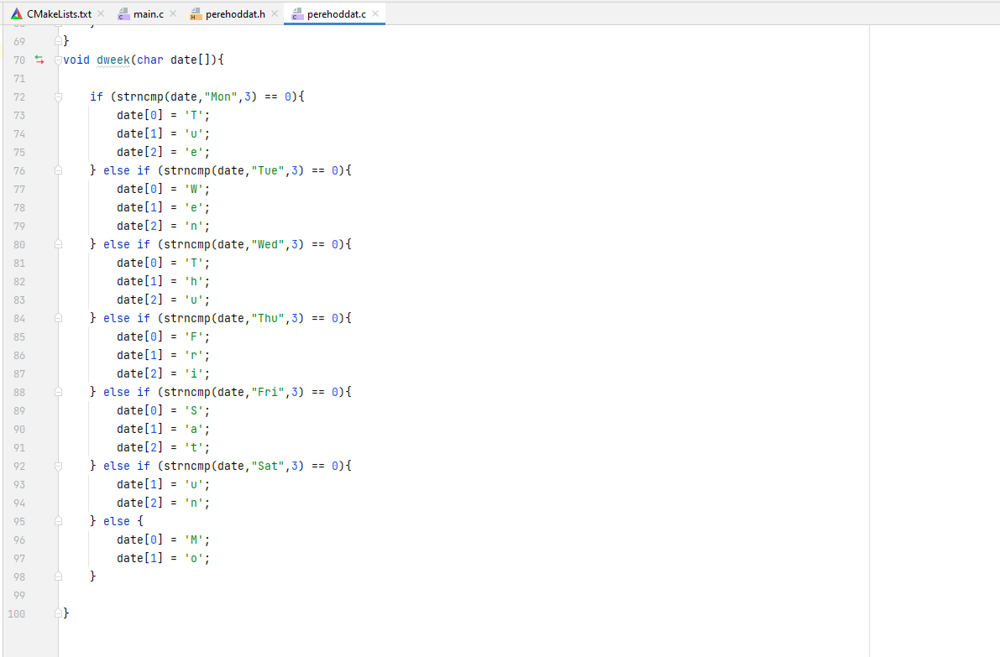 CMakeLists.txt main.c perehoddat.h perehoddat.c
69 }
70 void dweek(char date[]){
71
72 if (strncmp(date,"Mon",3) == 0){
73 date[0] = 'T';
74 date[1] = 'u';
75 date[2] = 'e';
76 } else if (strncmp(date,"Tue",3) == 0){
77 date[0] = 'W';
78 date[1] = 'e';
79 date[2] = 'n';
80 } else if (strncmp(date,"Wed",3) == 0){
81 date[0] = 'T';
82 date[1] = 'h';
83 date[2] = 'u';
84 } else if (strncmp(date,"Thu",3) == 0){
85 date[0] = 'F';
86 date[1] = 'r';
87 date[2] = 'i';
88 } else if (strncmp(date,"Fri",3) == 0){
89 date[0] = 'S';
90 date[1] = 'a';
91 date[2] = 't';
92 } else if (strncmp(date,"Sat",3) == 0){
93 date[1] = 'u';
94 date[2] = 'n';
95 } else {
96 date[0] = 'M';
97 date[1] = 'o';
98 }
99
100 }